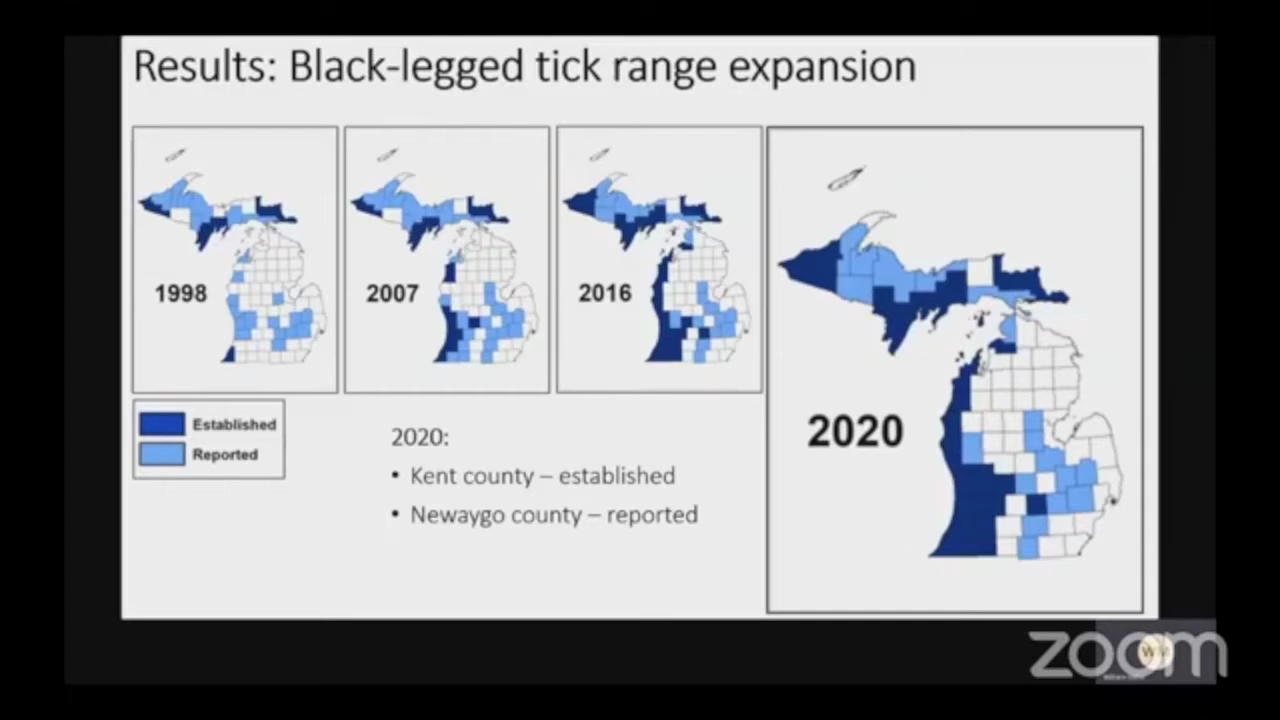 Results: Black-legged tick range expansion
1998
2007
2016
2020
Established
Reported
2020:
• Kent county – established
• Newaygo county – reported
zoom